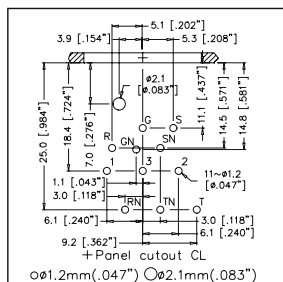 5.1 [.202"]
3.9 [.154"]
5.3 [.208"]
ø2.1
[ø.083"]
25.0 [.984"]
18.4 [.724"]
7.0 [.276"]
11.1 [.437"]
14.5 [.571"]
14.8 [.581"]
G S
R GN SN
1 3 2
11~ø1.2
[ø.047"]
1.1 [.043"]
3.0 [.118"]
RN TN T
6.1 [.240"]
3.0 [.118"]
6.1 [.240"]
9.2 [.362"]
Panel cutout CL
ø1.2mm(.047") ø2.1mm(.083")